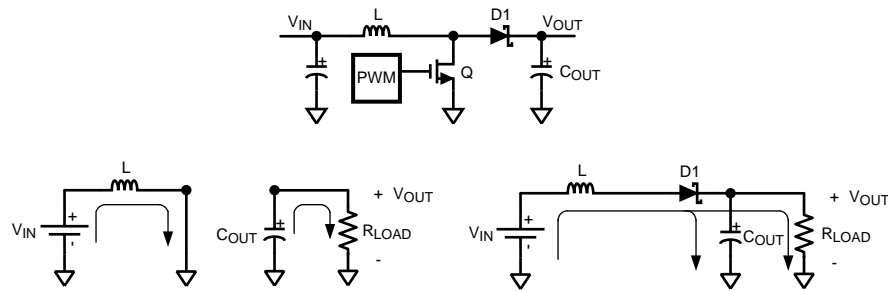 VIN
L
D1
VOUT
+
PWM
Q
+
COUT
L
VIN
+
-
COUT
+
+
VOUT
RLOAD
-
L
D1
VIN
+
-
+
COUT
+
VOUT
RLOAD
-